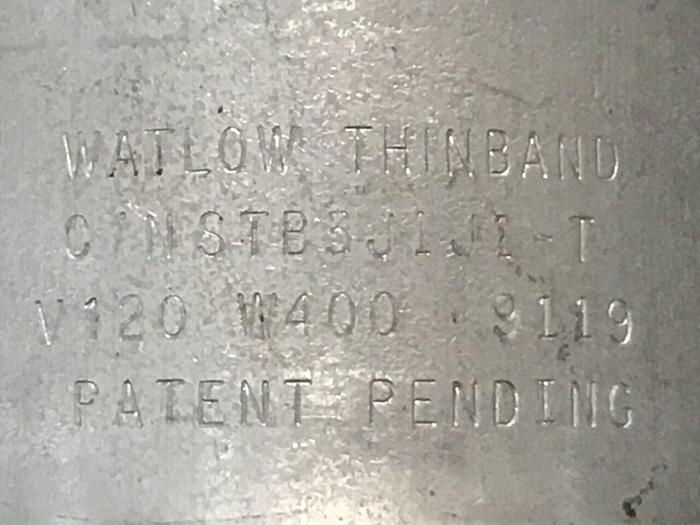 WATLOW THINBAND
C/N STB3J1J1-T
V120 W400 9119
PATENT PENDING